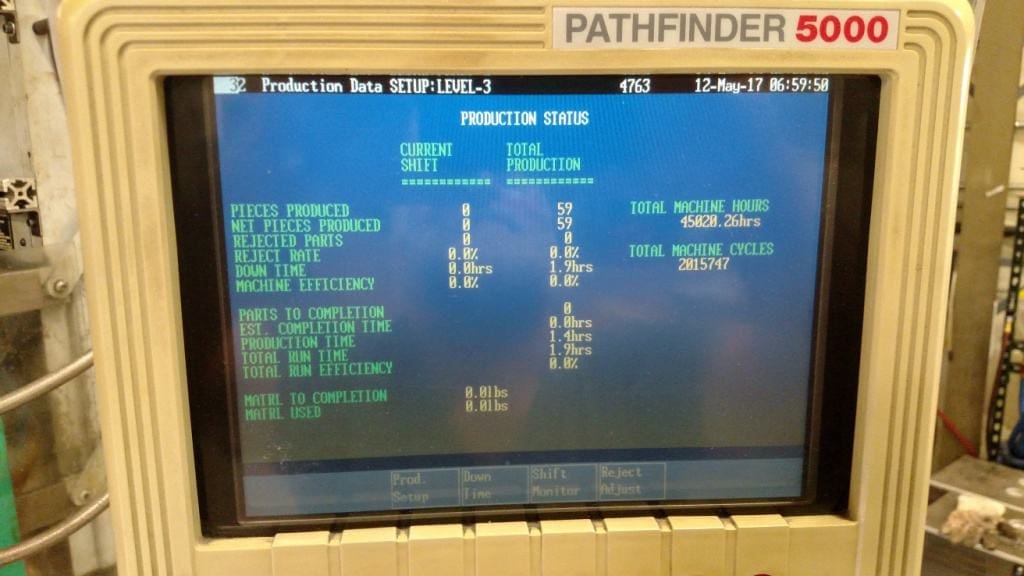 PATHFINDER 5000
32 Production Data SETUP:LEVEL-3 4763 12-May-17 06:59:50
PRODUCTION STATUS
CURRENT TOTAL
SHIFT PRODUCTION
============ ============
PIECES PRODUCED 0 59 TOTAL MACHINE HOURS
NET PIECES PRODUCED 0 59 45020.26hrs
REJECTED PARTS 0 0
REJECT RATE 0.0% 0.0% TOTAL MACHINE CYCLES
DOWN TIME 0.0hrs 1.9hrs 2015747
MACHINE EFFICIENCY 0.0% 0.0%
PARTS TO COMPLETION 0
EST. COMPLETION TIME 0.0hrs
PRODUCTION TIME 1.4hrs
TOTAL RUN TIME 1.9hrs
TOTAL RUN EFFICIENCY 0.0%
MATRL TO COMPLETION 0.0lbs
MATRL USED 0.0lbs
Prod. Down Shift Reject
Setup Time Monitor Adjust